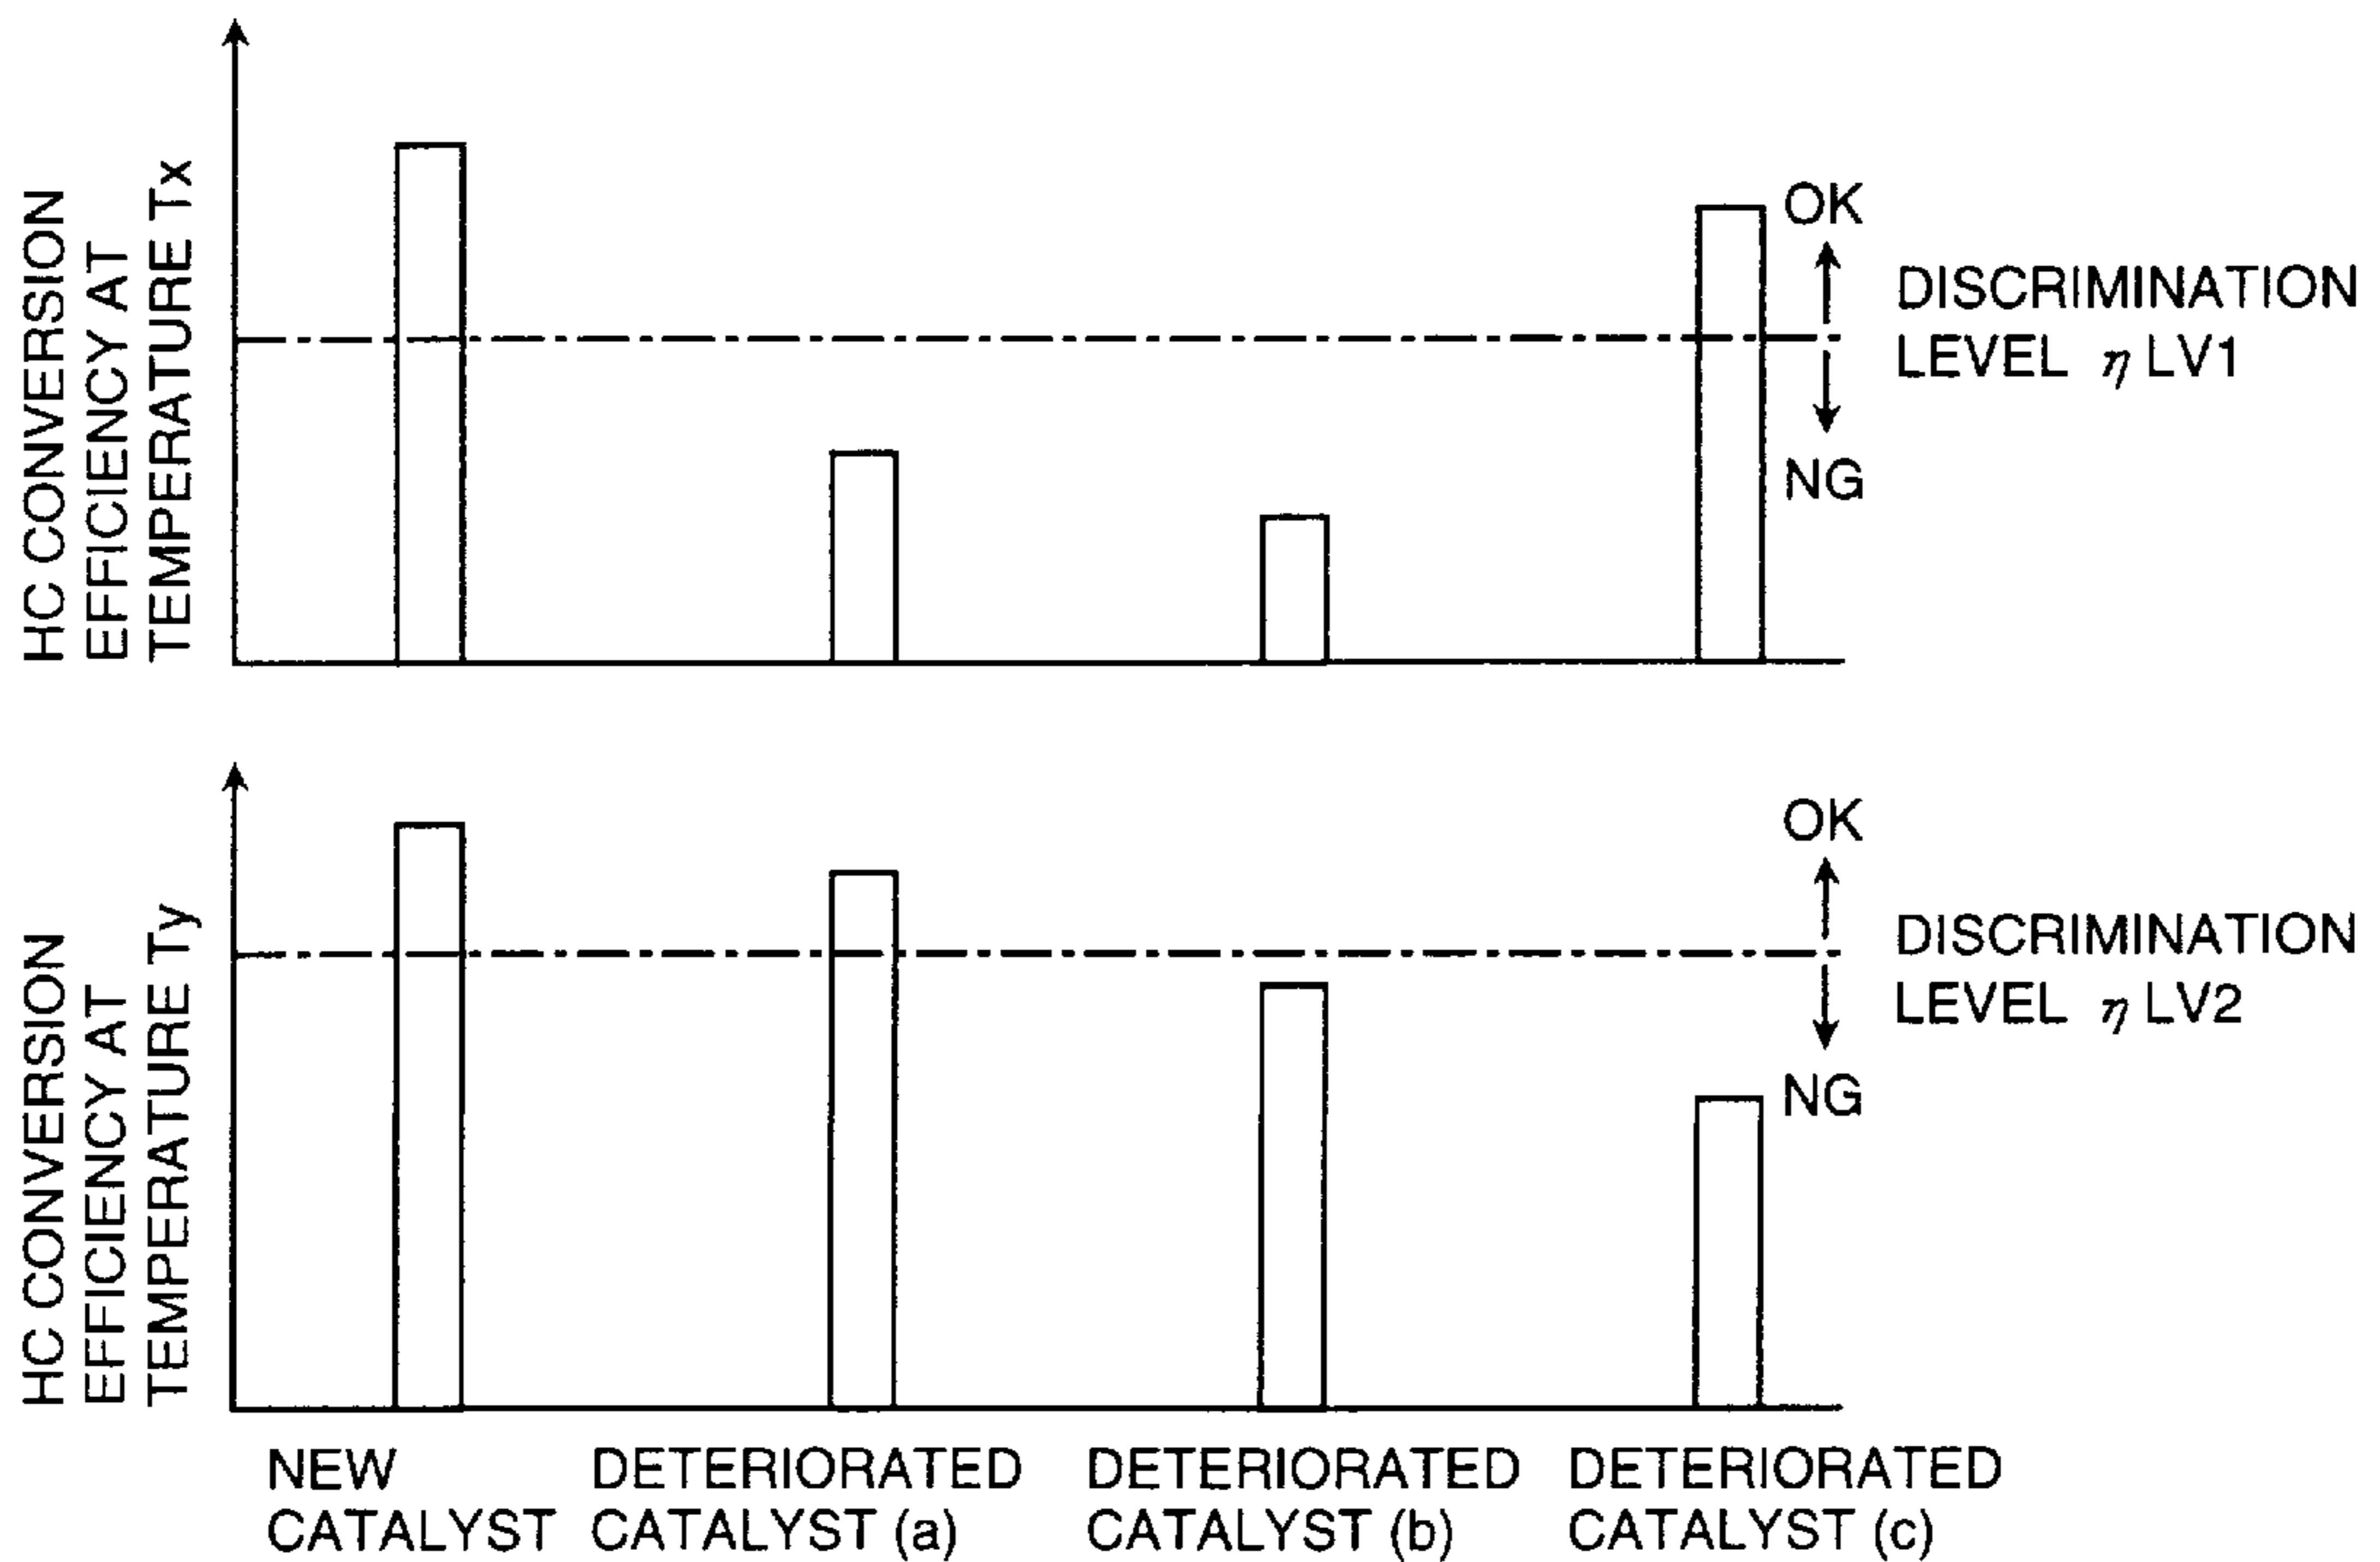 HC CONVERSION
EFFICIENCY AT
TEMPERATURE Tx
OK
DISCRIMINATION
LEVEL η LV1
NG
HC CONVERSION
EFFICIENCY AT
TEMPERATURE Ty
OK
DISCRIMINATION
LEVEL η LV2
NG
NEW
CATALYST
DETERIORATED
CATALYST (a)
DETERIORATED
CATALYST (b)
DETERIORATED
CATALYST (c)